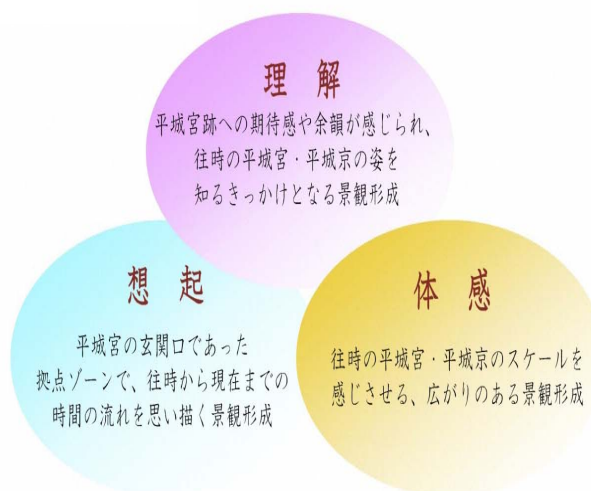 理 解
平城宮跡への期待感や余韻が感じられ、
往時の平城宮・平城京の姿を
知るきっかけとなる景観形成
想 起
平城宮の玄関口であった
拠点ゾーンで、往時から現在までの
時間の流れを思い描く景観形成
体 感
往時の平城宮・平城京のスケールを
感じさせる、広がりのある景観形成